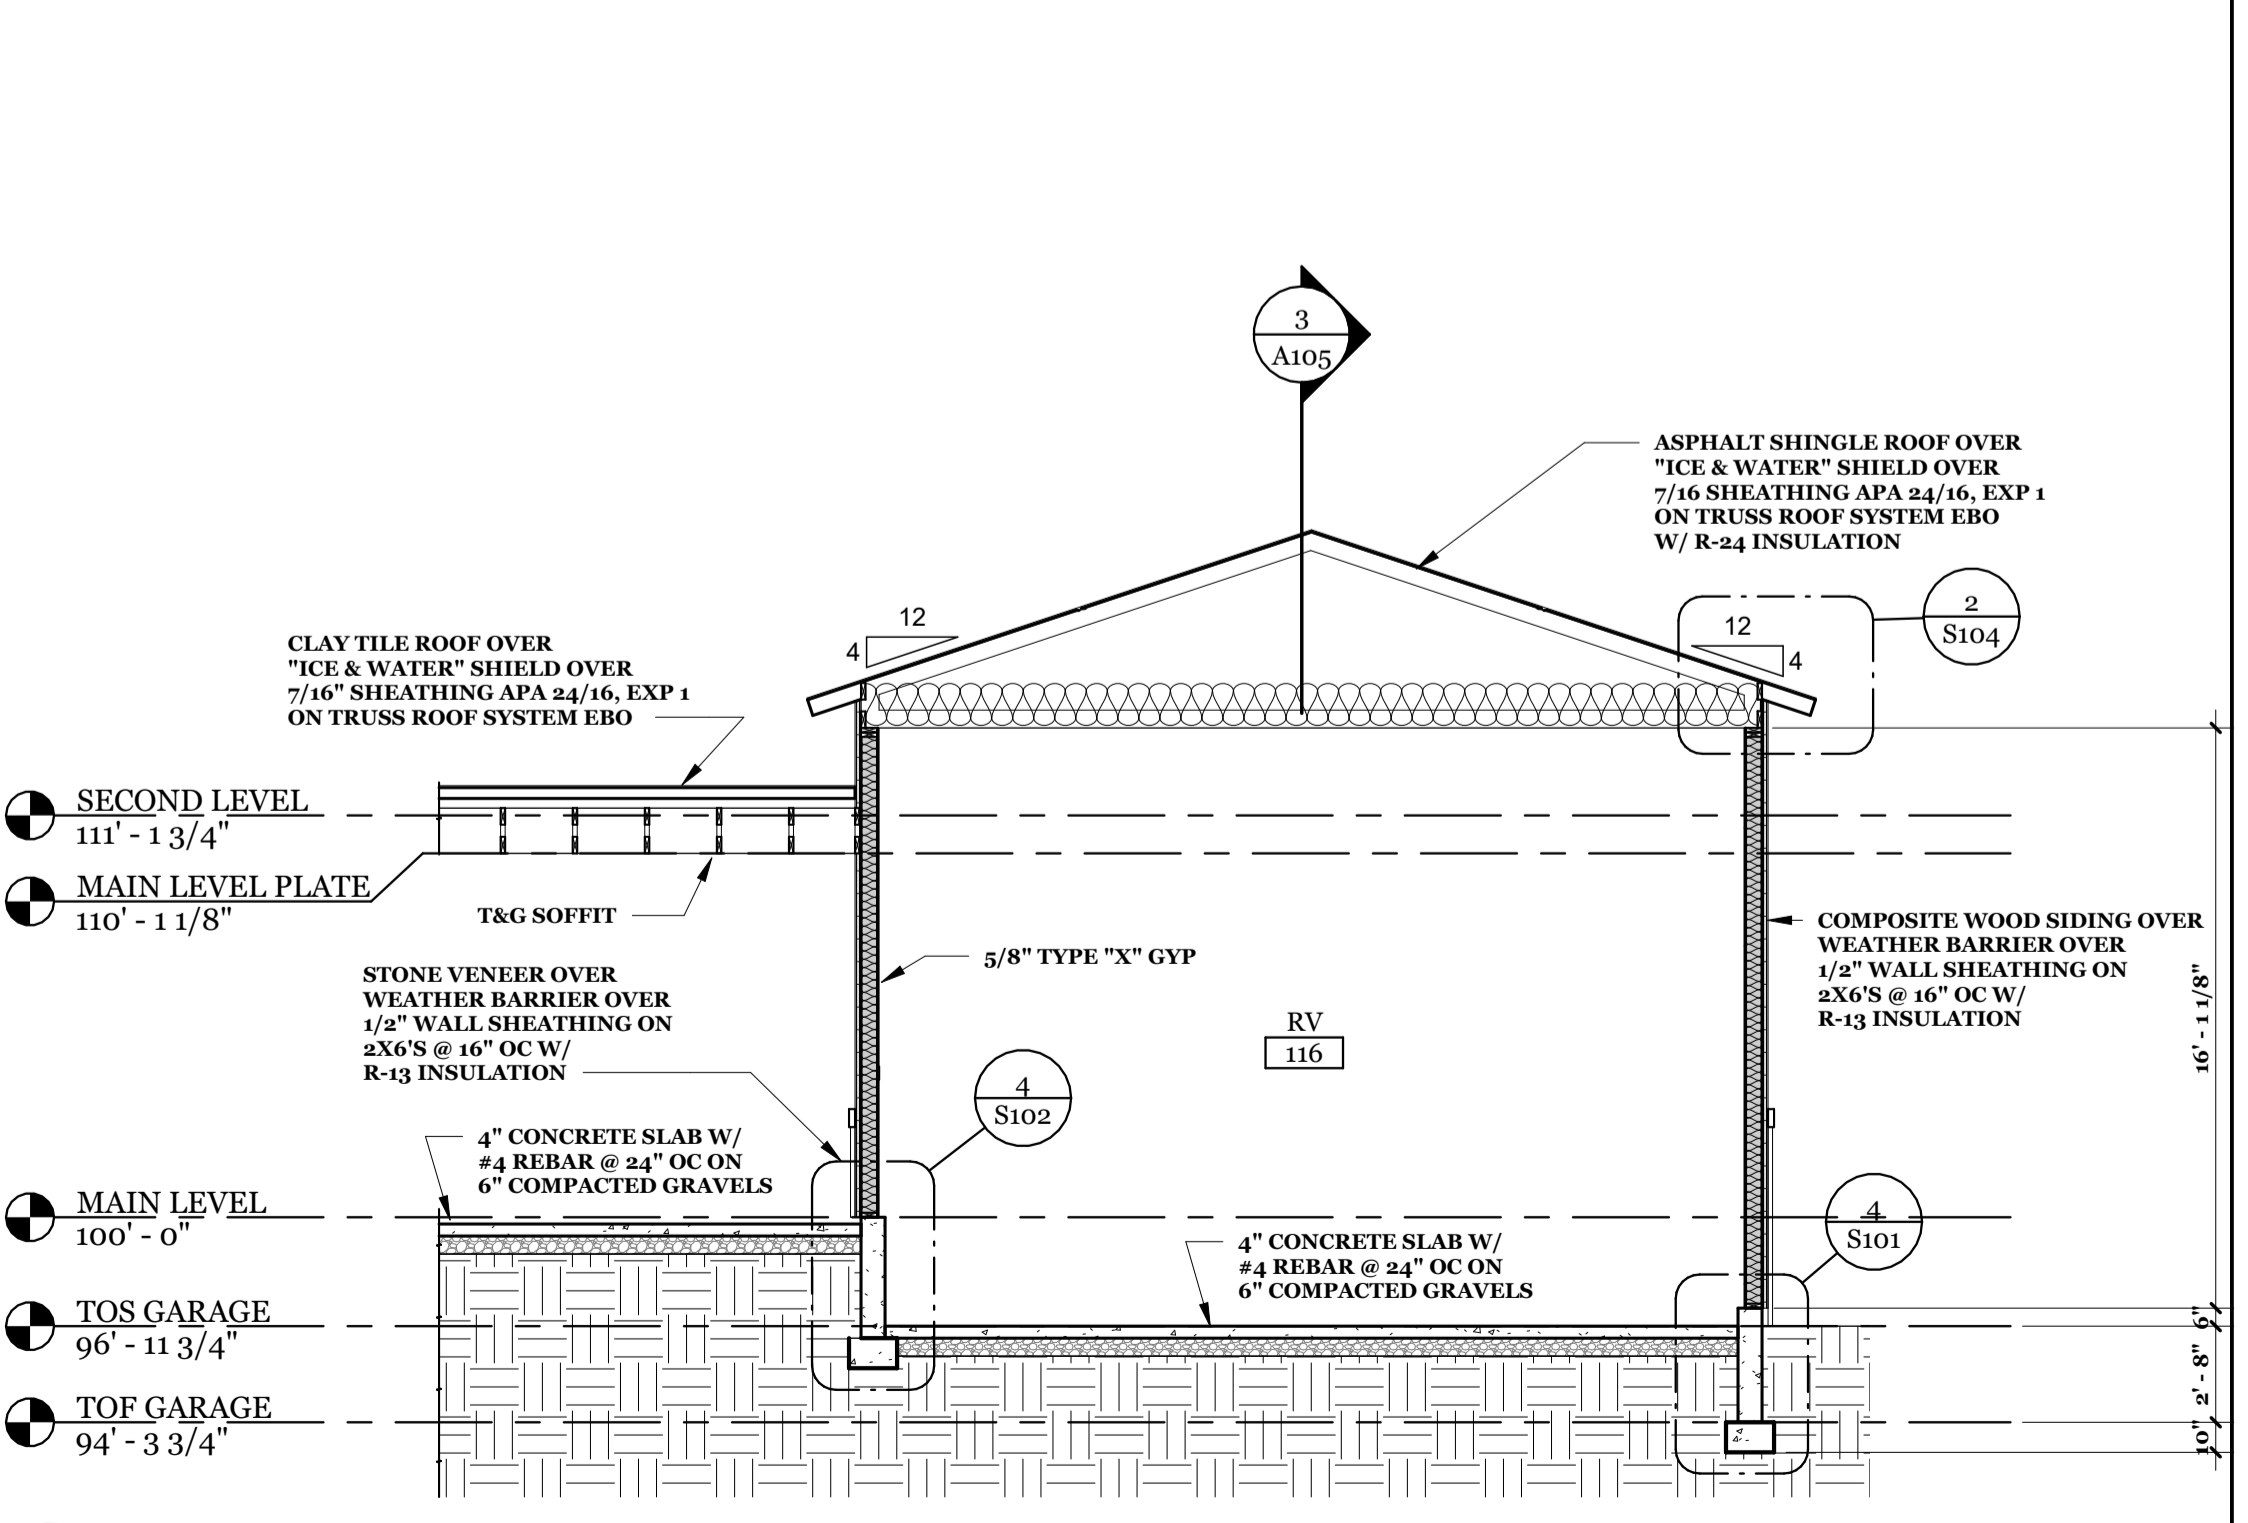 3
A105
ASPHALT SHINGLE ROOF OVER
"ICE & WATER" SHIELD OVER
7/16 SHEATHING APA 24/16, EXP 1
ON TRUSS ROOF SYSTEM EBO
W/ R-24 INSULATION
2
S104
12
4
12
4
CLAY TILE ROOF OVER
"ICE & WATER" SHIELD OVER
7/16" SHEATHING APA 24/16, EXP 1
ON TRUSS ROOF SYSTEM EBO
SECOND LEVEL
111' - 1 3/4"
MAIN LEVEL PLATE
110' - 1 1/8"
T&G SOFFIT
5/8" TYPE "X" GYP
COMPOSITE WOOD SIDING OVER
WEATHER BARRIER OVER
1/2" WALL SHEATHING ON
2X6'S @ 16" OC W/
R-13 INSULATION
16' - 1 1/8"
STONE VENEER OVER
WEATHER BARRIER OVER
1/2" WALL SHEATHING ON
2X6'S @ 16" OC W/
R-13 INSULATION
RV
116
4
S102
4" CONCRETE SLAB W/
#4 REBAR @ 24" OC ON
6" COMPACTED GRAVELS
MAIN LEVEL
100' - 0"
4
S101
4" CONCRETE SLAB W/
#4 REBAR @ 24" OC ON
6" COMPACTED GRAVELS
TOS GARAGE
96' - 11 3/4"
6"
2' - 8"
TOF GARAGE
94' - 3 3/4"
10"